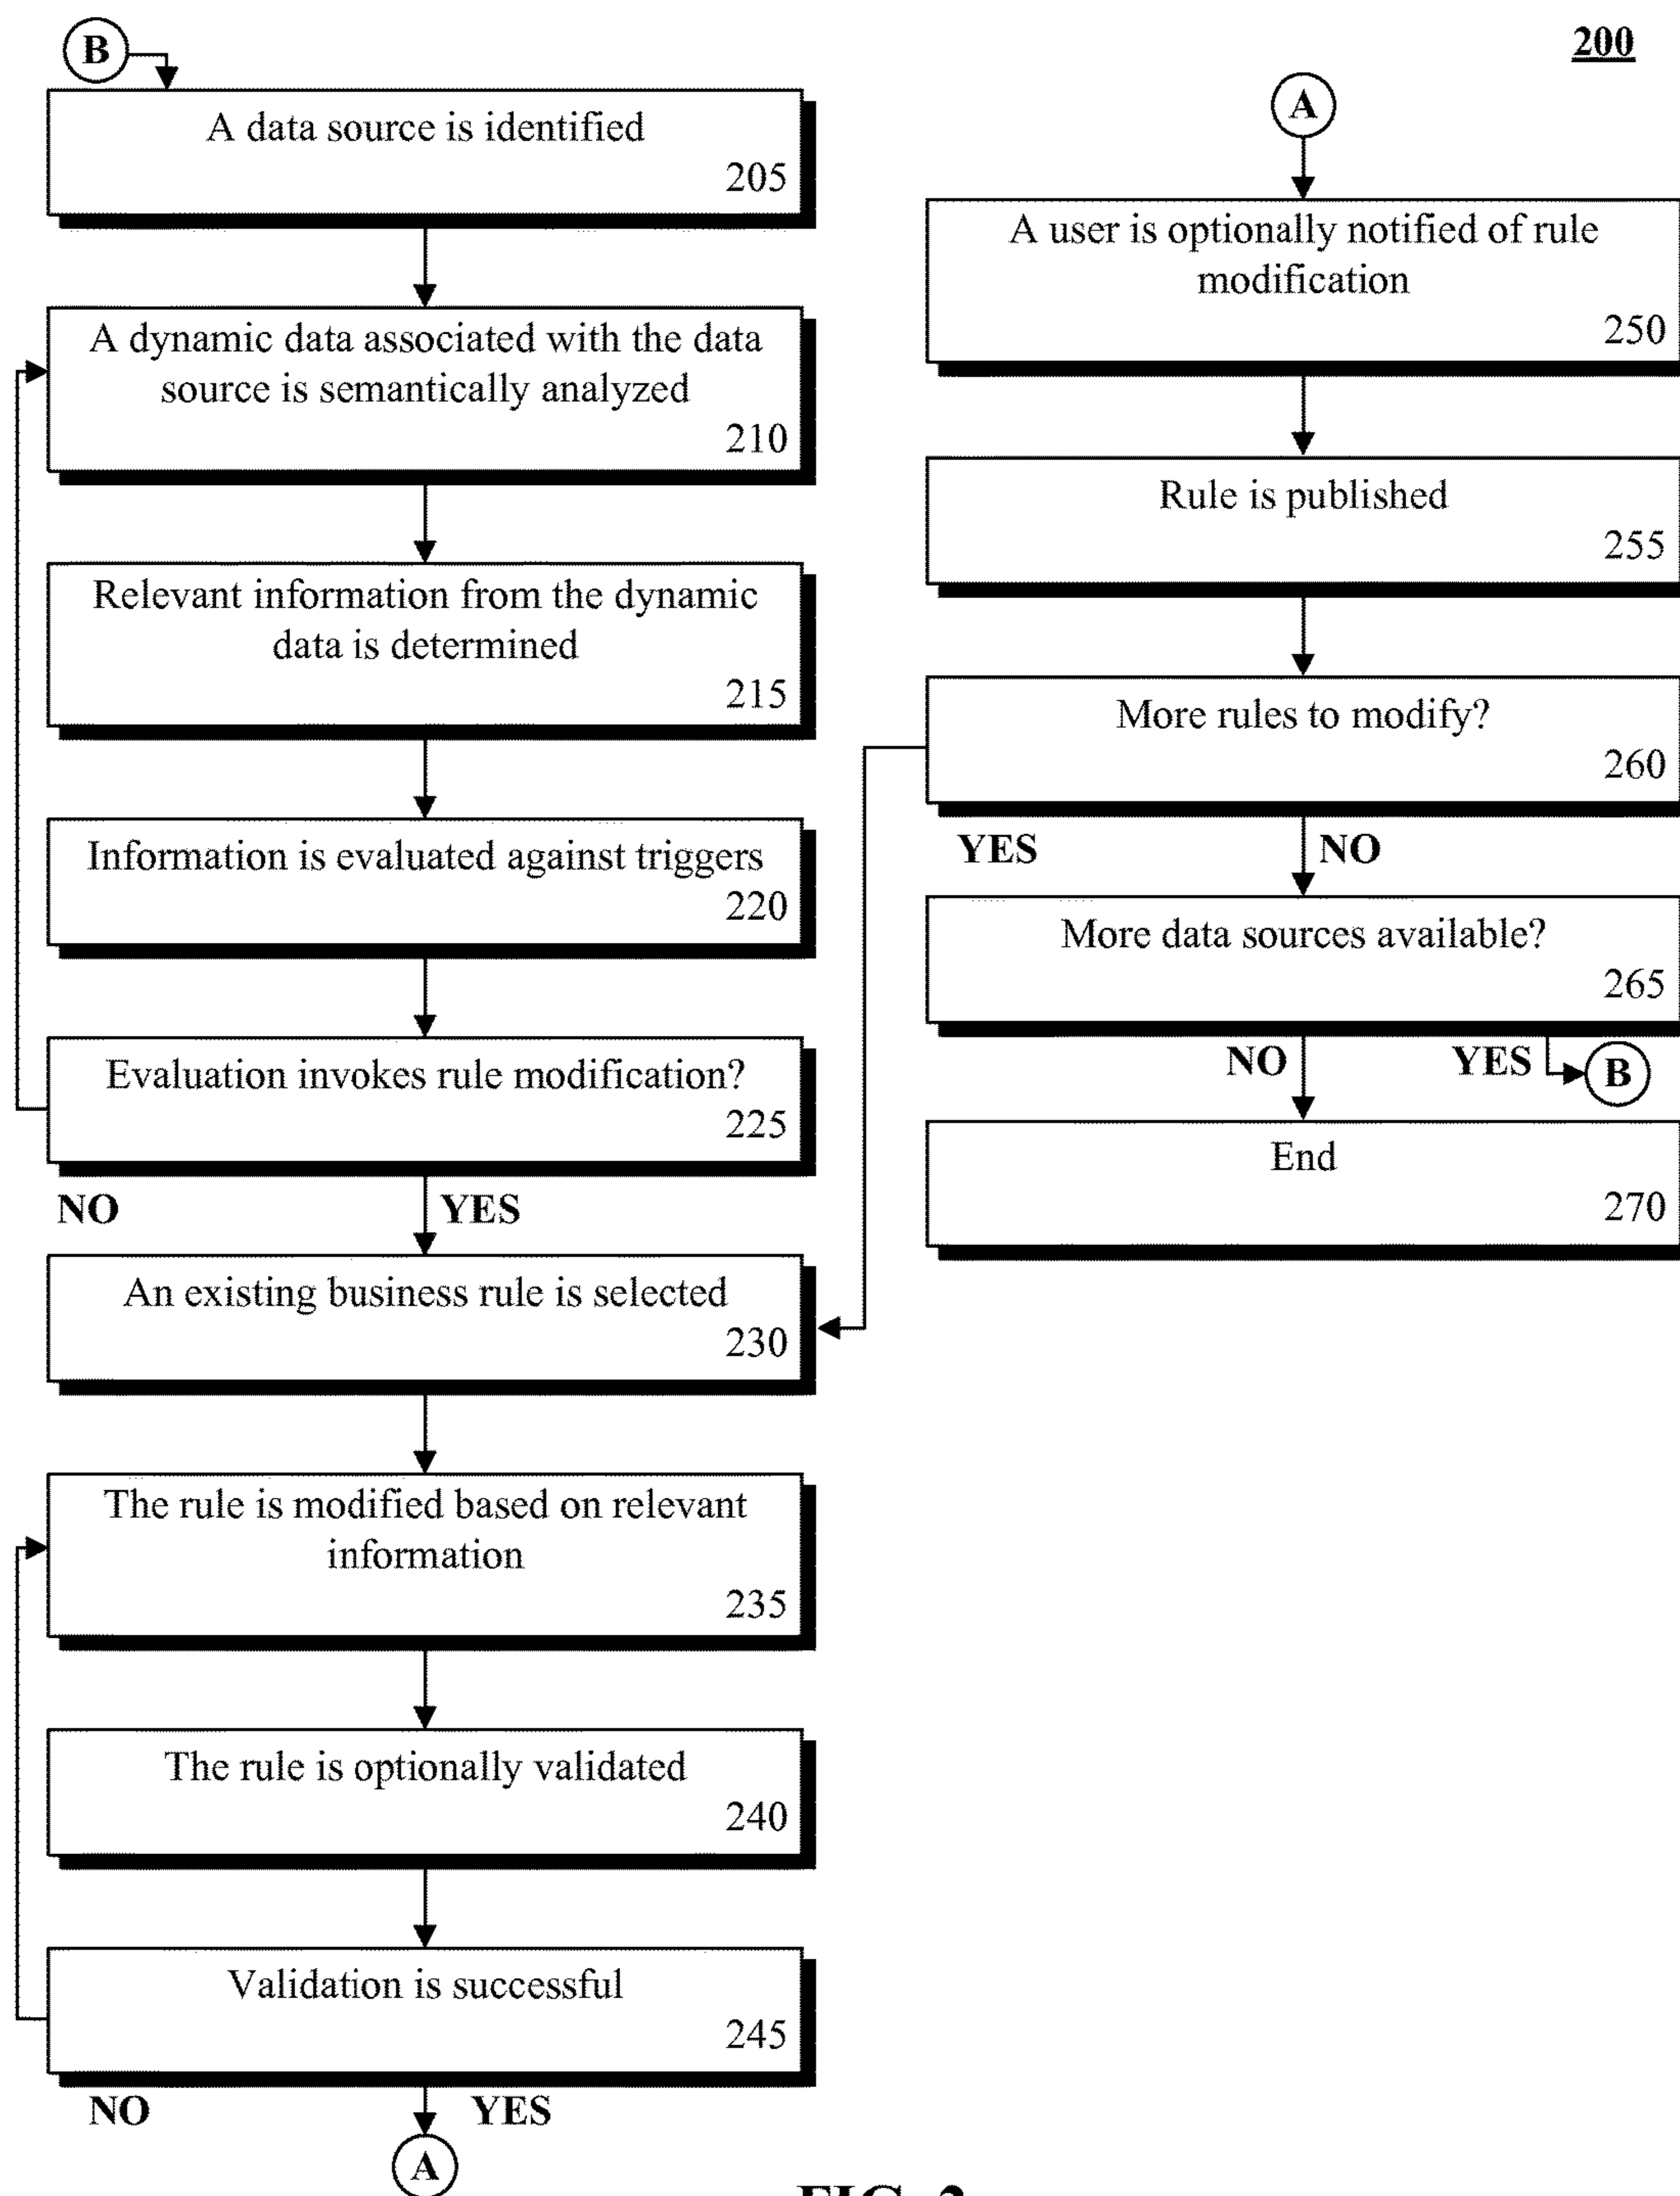 B
200
A data source is identified
205
A dynamic data associated with the data
source is semantically analyzed
210
Relevant information from the dynamic
data is determined
215
Information is evaluated against triggers
220
Evaluation invokes rule modification?
225
NO
YES
An existing business rule is selected
230
The rule is modified based on relevant
information
235
The rule is optionally validated
240
Validation is successful
245
NO
YES
A
A
A user is optionally notified of rule
modification
250
Rule is published
255
More rules to modify?
260
YES
NO
More data sources available?
265
NO
YES
B
End
270
FIG. 2